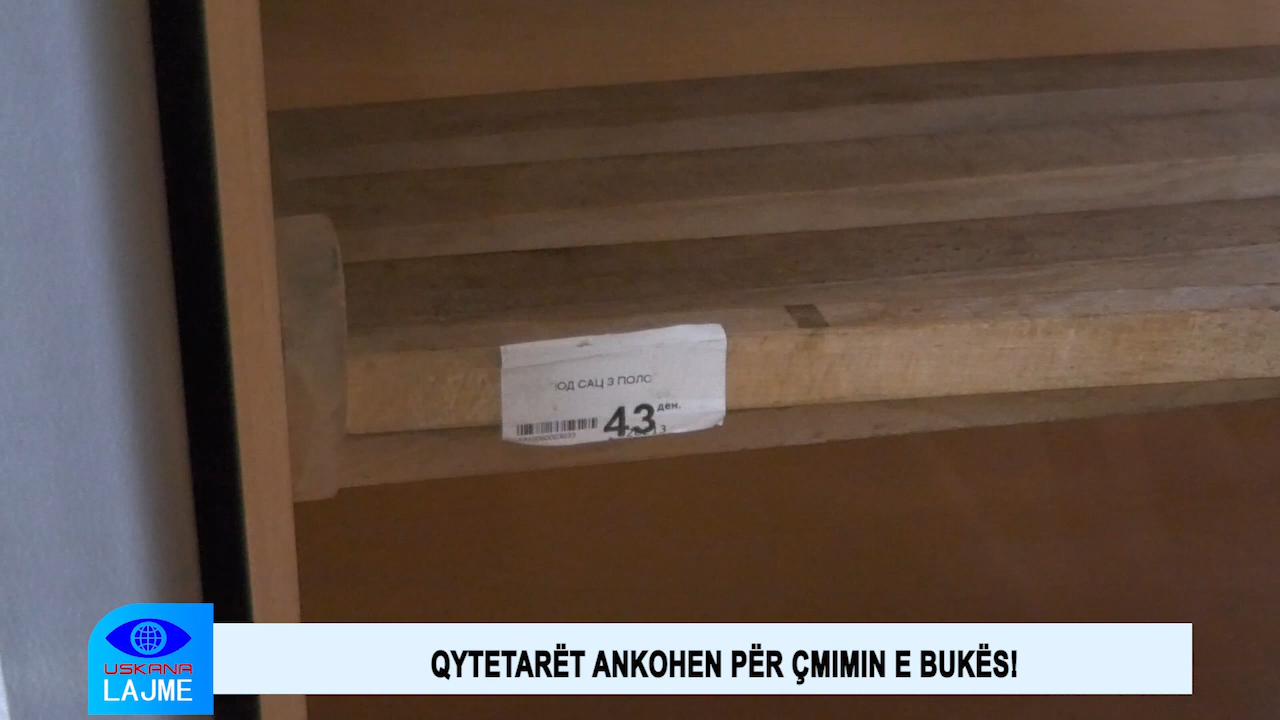 ОД САЦ 3 ПОЛО
43 ден.
USKANA
LAJME
QYTETARËT ANKOHEN PËR ÇMIMIN E BUKËS!